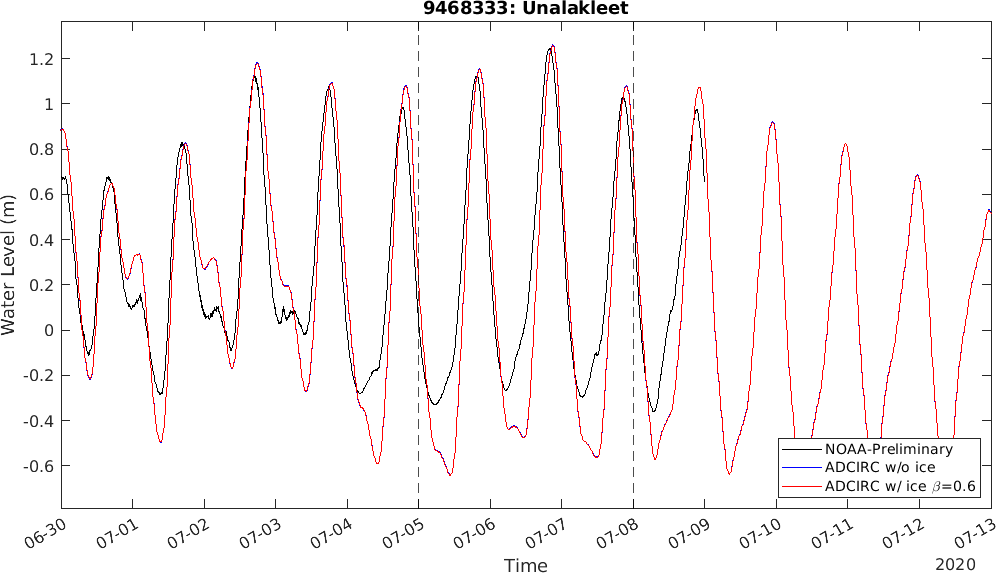 9468333: Unalakleet
Water Level (m)
1.2
1
0.8
0.6
0.4
0.2
0
-0.2
-0.4
-0.6
NOAA-Preliminary
ADCIRC w/o ice
ADCIRC w/ ice β=0.6
06-30 07-01 07-02 07-03 07-04 07-05 07-06 07-07 07-08 07-09 07-10 07-11 07-12 07-13
Time
2020